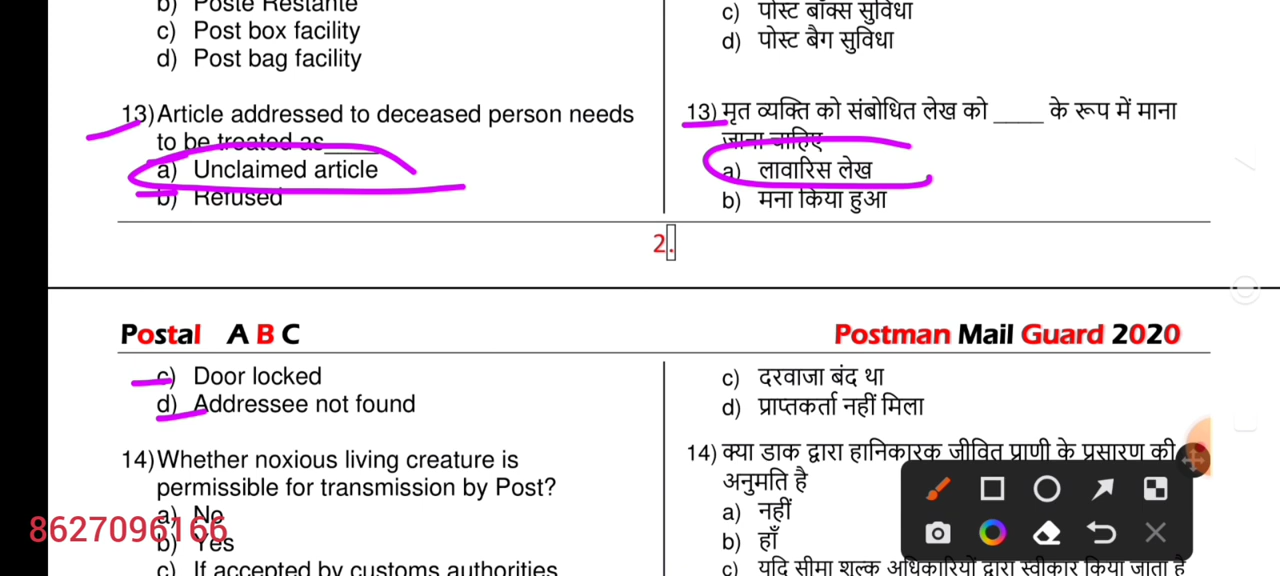 b) Poste Restante
c) Post box facility
d) Post bag facility
13) Article addressed to deceased person needs
to be treated as____
a) Unclaimed article
b) Refused
c) पोस्ट बॉक्स सुविधा
d) पोस्ट बैग सुविधा
13) मृत व्यक्ति को संबोधित लेख को ____ के रूप में माना
जाना चाहिए
a) लावारिस लेख
b) मना किया हुआ
2.
Postal A B C
Postman Mail Guard 2020
c) Door locked
d) Addressee not found
14) Whether noxious living creature is
permissible for transmission by Post?
a) No
b) Yes
c) If accepted by customs authorities
8627096166
c) दरवाजा बंद था
d) प्राप्तकर्ता नहीं मिला
14) क्या डाक द्वारा हानिकारक जीवित प्राणी के प्रसारण की
अनुमति है
a) नहीं
b) हाँ
c) यदि सीमा शुल्क अधिकारियों द्वारा स्वीकार किया जाता है